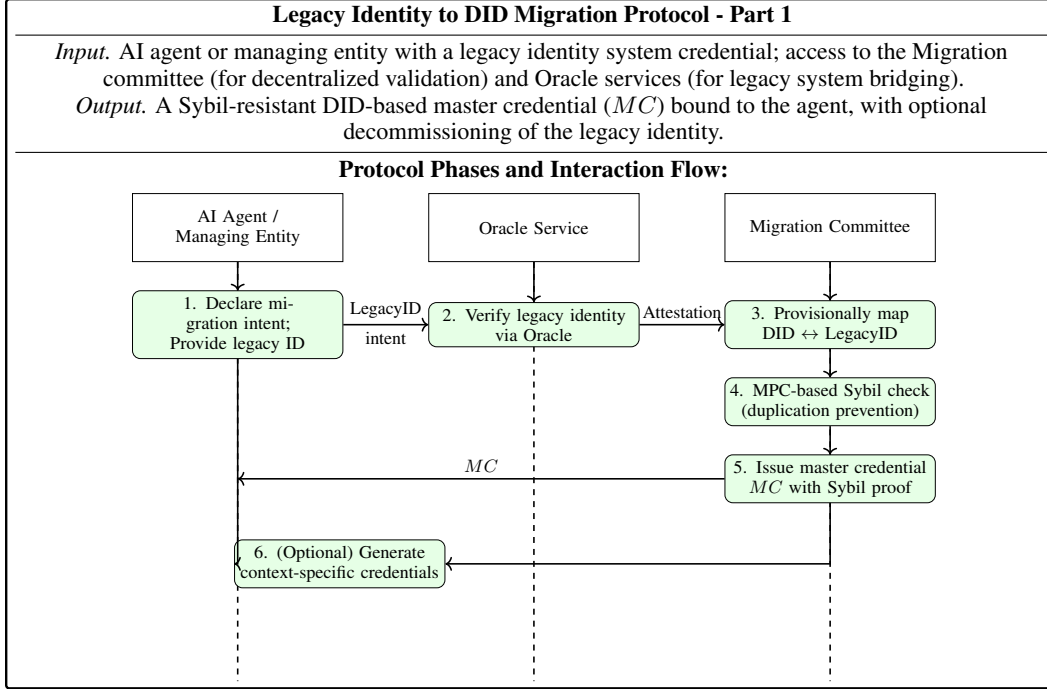 Legacy Identity to DID Migration Protocol - Part 1
Input. AI agent or managing entity with a legacy identity system credential; access to the Migration
committee (for decentralized validation) and Oracle services (for legacy system bridging).
Output. A Sybil-resistant DID-based master credential (MC) bound to the agent, with optional
decommissioning of the legacy identity.
Protocol Phases and Interaction Flow:
AI Agent /
Managing Entity
Oracle Service
Migration Committee
1. Declare mi-
gration intent;
Provide legacy ID
LegacyID
intent
2. Verify legacy identity
via Oracle
Attestation
3. Provisionally map
DID ↔ LegacyID
4. MPC-based Sybil check
(duplication prevention)
5. Issue master credential
MC with Sybil proof
MC
6. (Optional) Generate
context-specific credentials